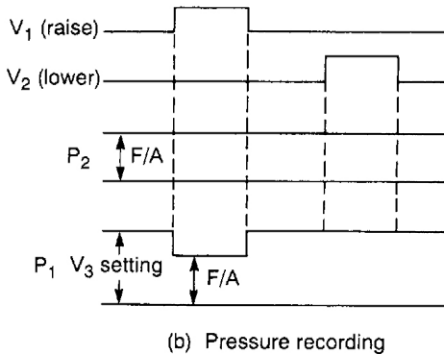 V1 (raise)
V2 (lower)
P2 F/A
P1 V3 setting
F/A
(b) Pressure recording